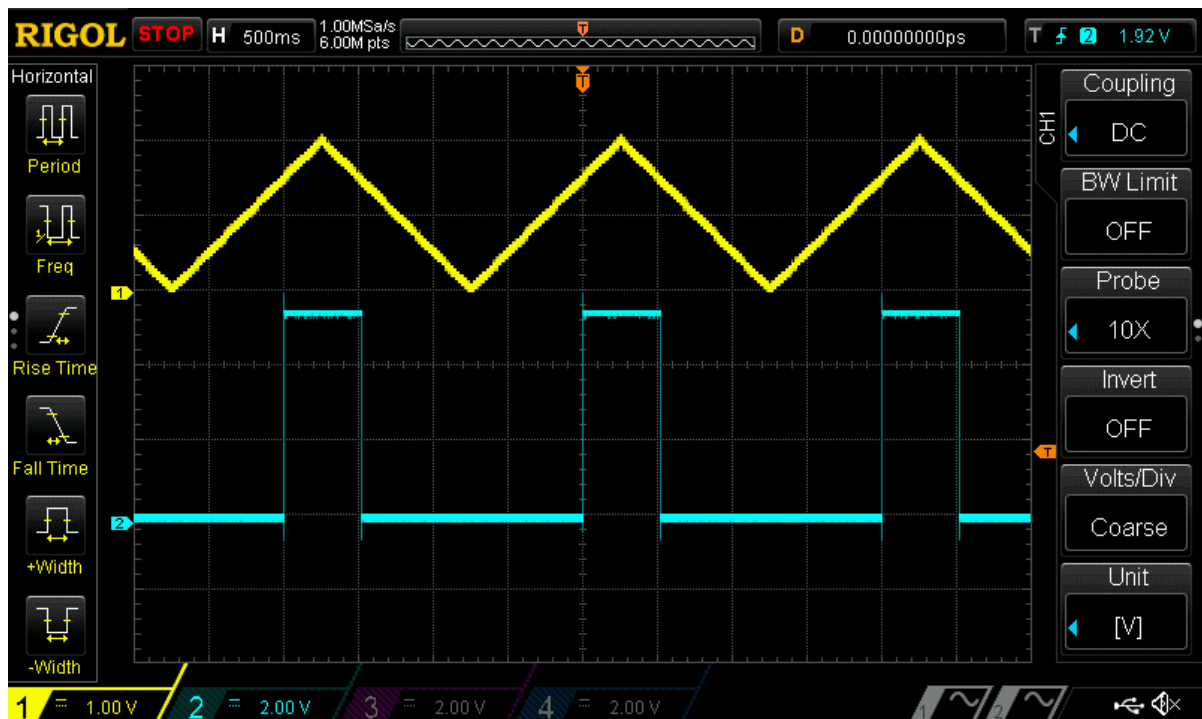 RIGOL STOP H 500ms 1.00MSa/s
6.00M pts
T
D 0.00000000ps T 2 1.92 V
Horizontal
Period
Freq
Rise Time
Fall Time
+Width
-Width
T
1
2
T
CH1
Coupling
DC
BW Limit
OFF
Probe
10X
Invert
OFF
Volts/Div
Coarse
Unit
[V]
1 = 1.00 V 2 = 2.00 V 3 = 2.00 V 4 = 2.00 V 1 2